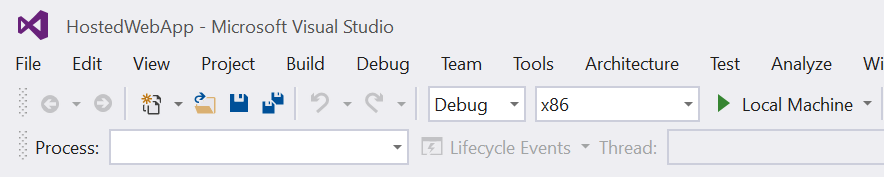 HostedWebApp - Microsoft Visual Studio
File Edit View Project Build Debug Team Tools Architecture Test Analyze
Debug x86 Local Machine
Process: Lifecycle Events Thread: